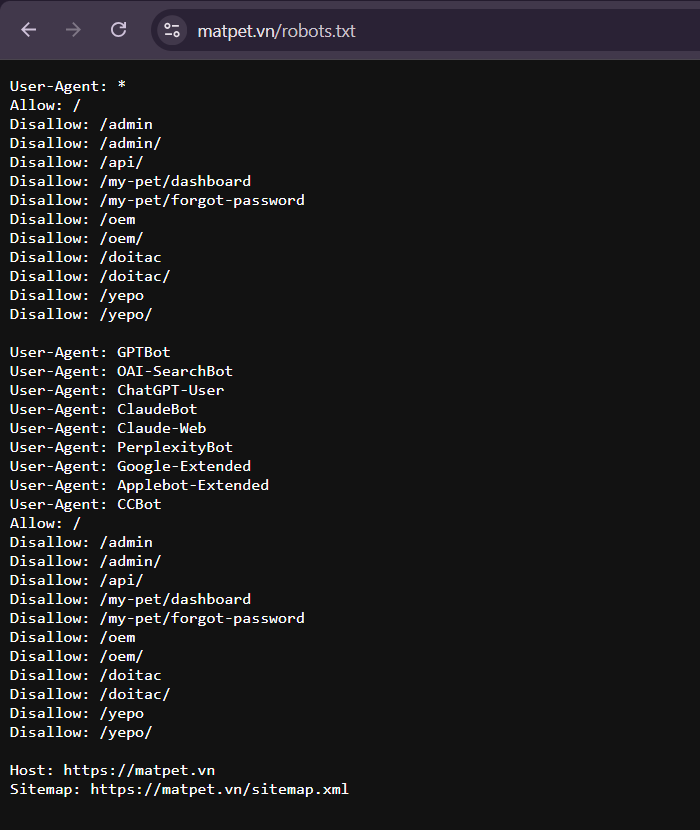 matpet.vn/robots.txt
User-Agent: *
Allow: /
Disallow: /admin
Disallow: /admin/
Disallow: /api/
Disallow: /my-pet/dashboard
Disallow: /my-pet/forgot-password
Disallow: /oem
Disallow: /oem/
Disallow: /doitac
Disallow: /doitac/
Disallow: /yepo
Disallow: /yepo/
User-Agent: GPTBot
User-Agent: OAI-SearchBot
User-Agent: ChatGPT-User
User-Agent: ClaudeBot
User-Agent: Claude-Web
User-Agent: PerplexityBot
User-Agent: Google-Extended
User-Agent: Applebot-Extended
User-Agent: CCBot
Allow: /
Disallow: /admin
Disallow: /admin/
Disallow: /api/
Disallow: /my-pet/dashboard
Disallow: /my-pet/forgot-password
Disallow: /oem
Disallow: /oem/
Disallow: /doitac
Disallow: /doitac/
Disallow: /yepo
Disallow: /yepo/
Host: https://matpet.vn
Sitemap: https://matpet.vn/sitemap.xml